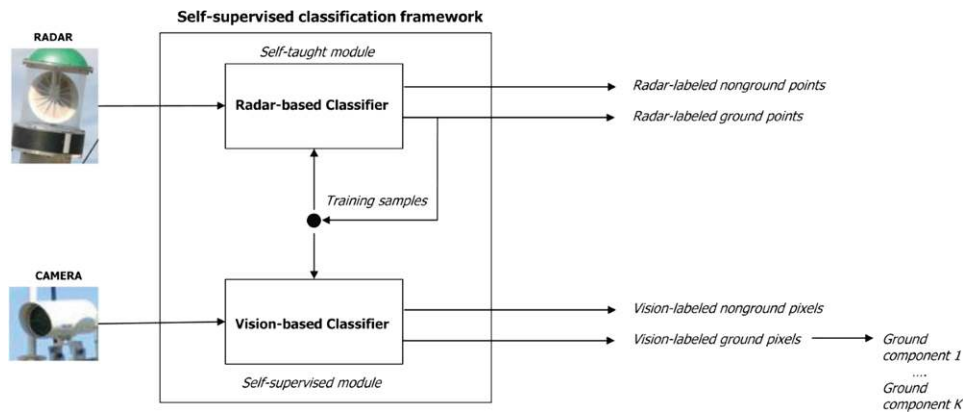 Self-supervised classification framework
RADAR
Self-taught module
Radar-based Classifier
Radar-labeled nonground points
Radar-labeled ground points
Training samples
CAMERA
Vision-based Classifier
Vision-labeled nonground pixels
Vision-labeled ground pixels
Ground
component 1
....
Ground
component K
Self-supervised module